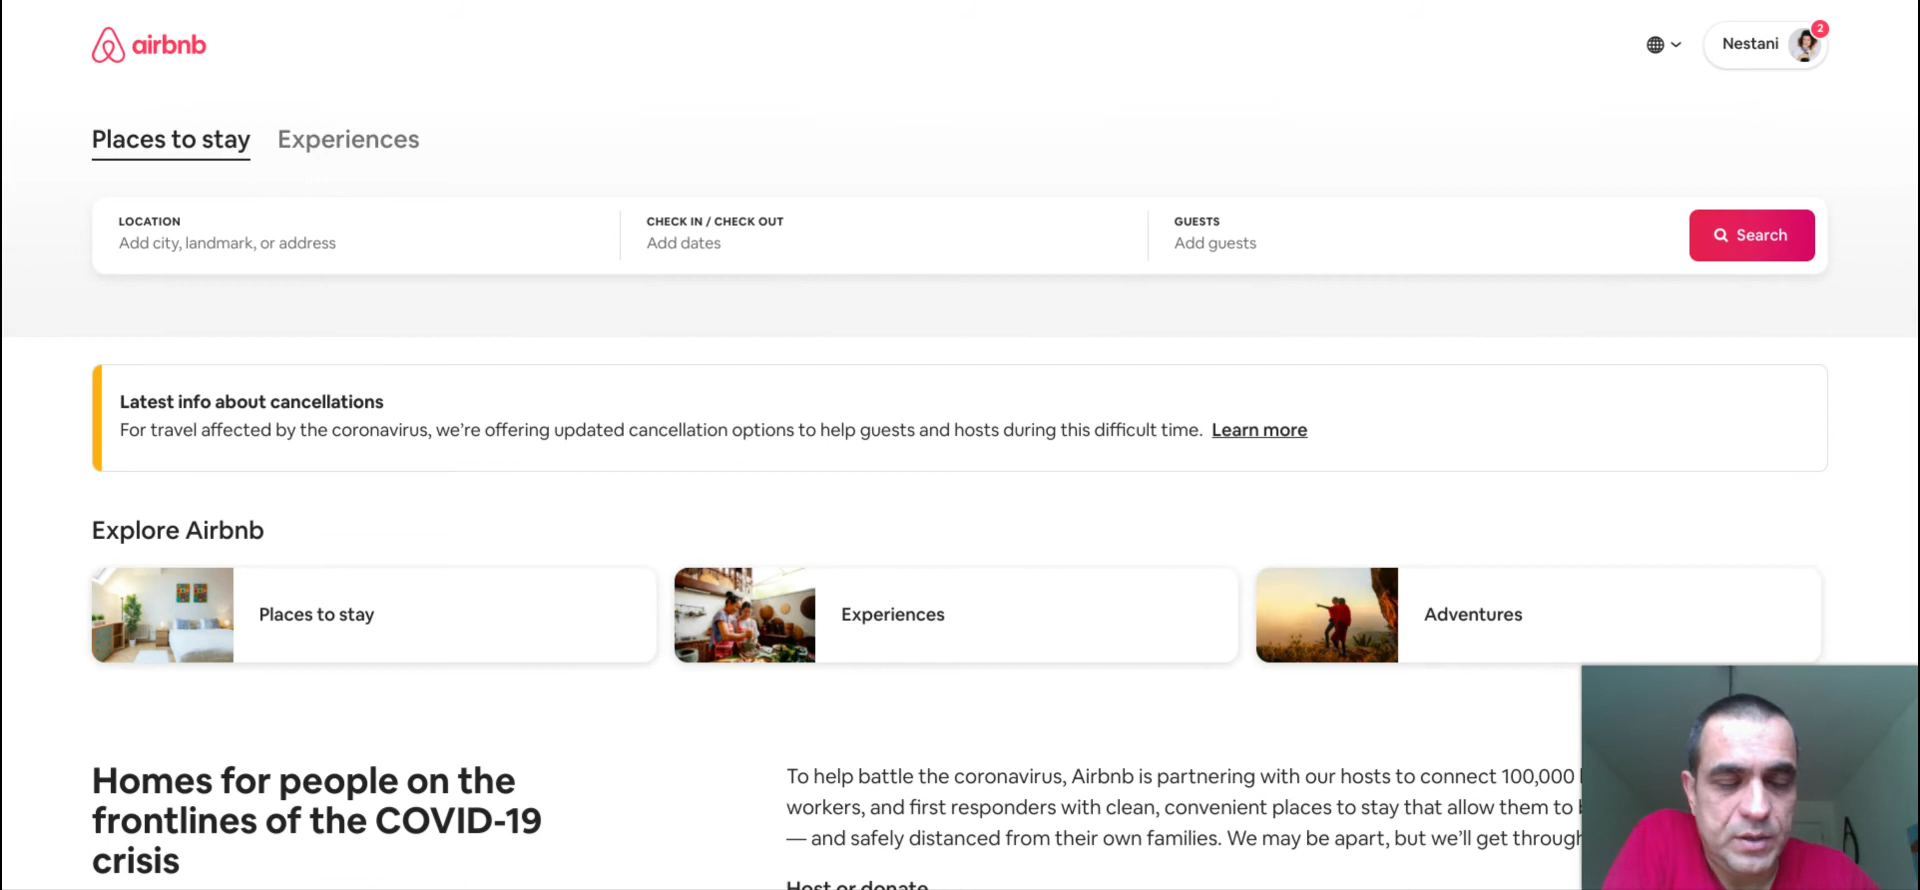 airbnb
Nestani
2
Places to stay Experiences
LOCATION
Add city, landmark, or address
CHECK IN / CHECK OUT
Add dates
GUESTS
Add guests
Search
Latest info about cancellations
For travel affected by the coronavirus, we’re offering updated cancellation options to help guests and hosts during this difficult time. Learn more
Explore Airbnb
Places to stay
Experiences
Adventures
Homes for people on the
frontlines of the COVID-19
crisis
To help battle the coronavirus, Airbnb is partnering with our hosts to connect 100,000
workers, and first responders with clean, convenient places to stay that allow them to
— and safely distanced from their own families. We may be apart, but we’ll get through
Host or donate